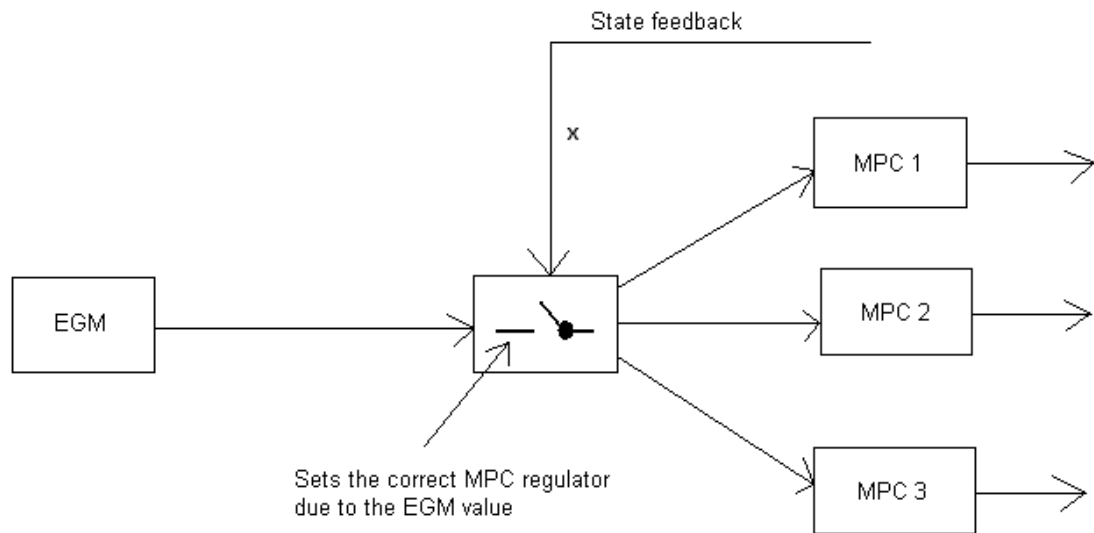 State feedback
x
MPC 1
EGM
MPC 2
Sets the correct MPC regulator
due to the EGM value
MPC 3